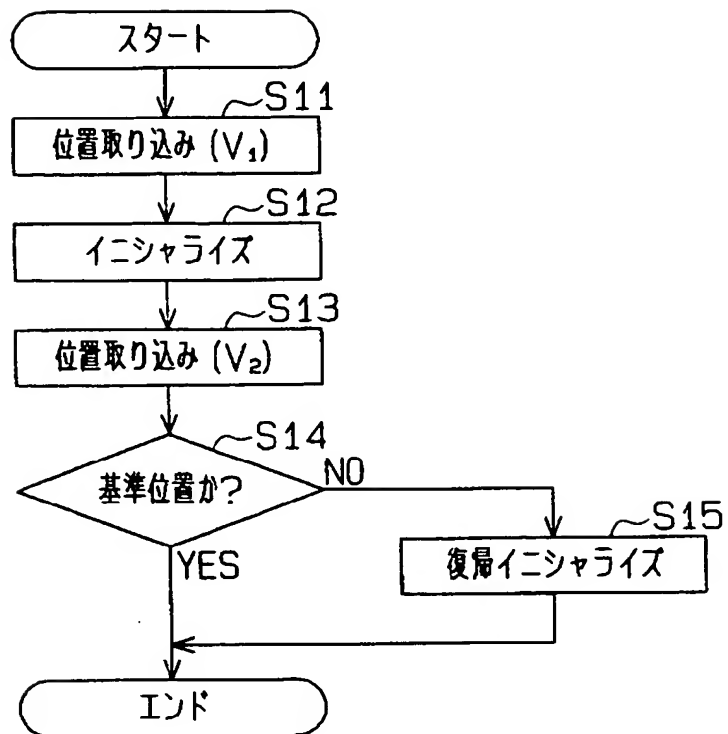 スタート
S11
位置取り込み (V₁)
S12
イニシャライズ
S13
位置取り込み (V₂)
S14
基準位置か?
NO
YES
S15
復帰イニシャライズ
エンド